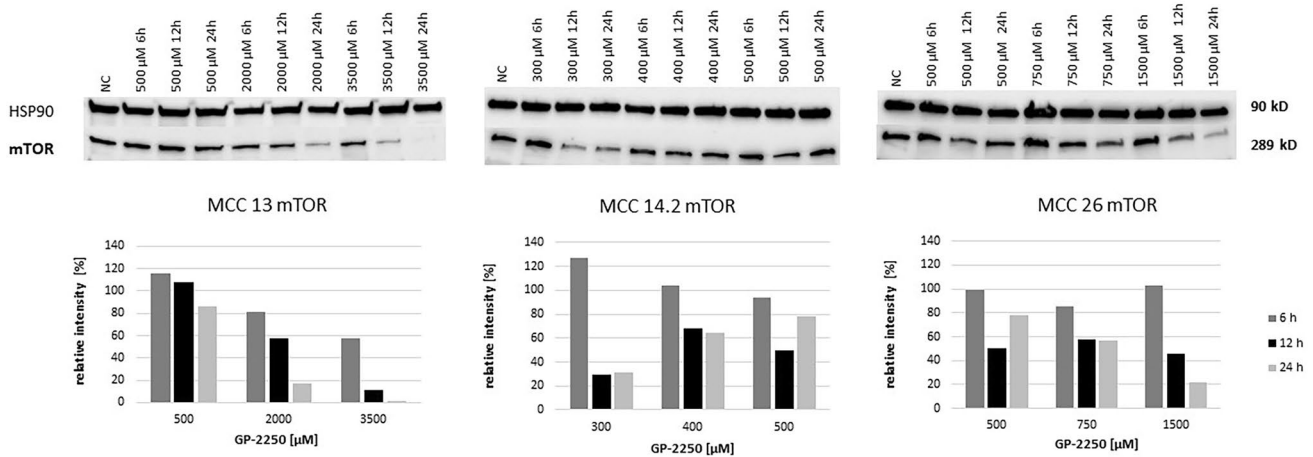 NC 500 µM 6h 500 µM 12h 500 µM 24h 2000 µM 6h 2000 µM 12h 2000 µM 24h 3500 µM 6h 3500 µM 12h 3500 µM 24h
NC 300 µM 6h 300 µM 12h 300 µM 24h 400 µM 6h 400 µM 12h 400 µM 24h 500 µM 6h 500 µM 12h 500 µM 24h
NC 500 µM 6h 500 µM 12h 500 µM 24h 750 µM 6h 750 µM 12h 750 µM 24h 1500 µM 6h 1500 µM 12h 1500 µM 24h
HSP90
90 kD
mTOR
289 kD
MCC 13 mTOR
relative intensity [%]
140
120
100
80
60
40
20
0
500 2000 3500
GP-2250 [µM]
MCC 14.2 mTOR
relative intensity [%]
140
120
100
80
60
40
20
0
300 400 500
GP-2250 [µM]
MCC 26 mTOR
relative intensity [%]
140
120
100
80
60
40
20
0
500 750 1500
GP-2250 [µM]
6 h
12 h
24 h